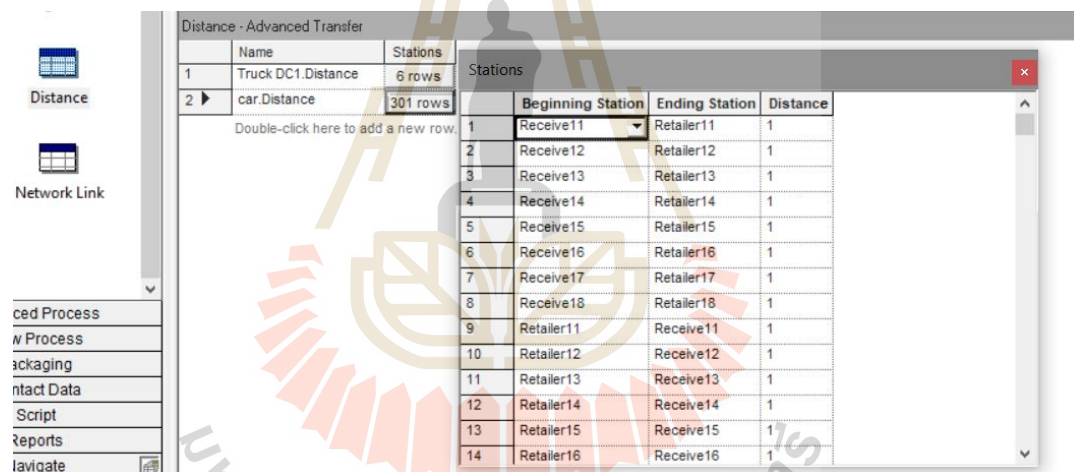 Distance - Advanced Transfer
Name Stations
1 Truck DC1.Distance 6 rows
2 car.Distance 301 rows
Double-click here to add a new row.
Distance
Network Link
ced Process
w Process
ackaging
ntact Data
Script
Reports
Navigate
Stations
x
Beginning Station Ending Station Distance
1 Receive11 Retailer11 1
2 Receive12 Retailer12 1
3 Receive13 Retailer13 1
4 Receive14 Retailer14 1
5 Receive15 Retailer15 1
6 Receive16 Retailer16 1
7 Receive17 Retailer17 1
8 Receive18 Retailer18 1
9 Retailer11 Receive11 1
10 Retailer12 Receive12 1
11 Retailer13 Receive13 1
12 Retailer14 Receive14 1
13 Retailer15 Receive15 1
14 Retailer16 Receive16 1